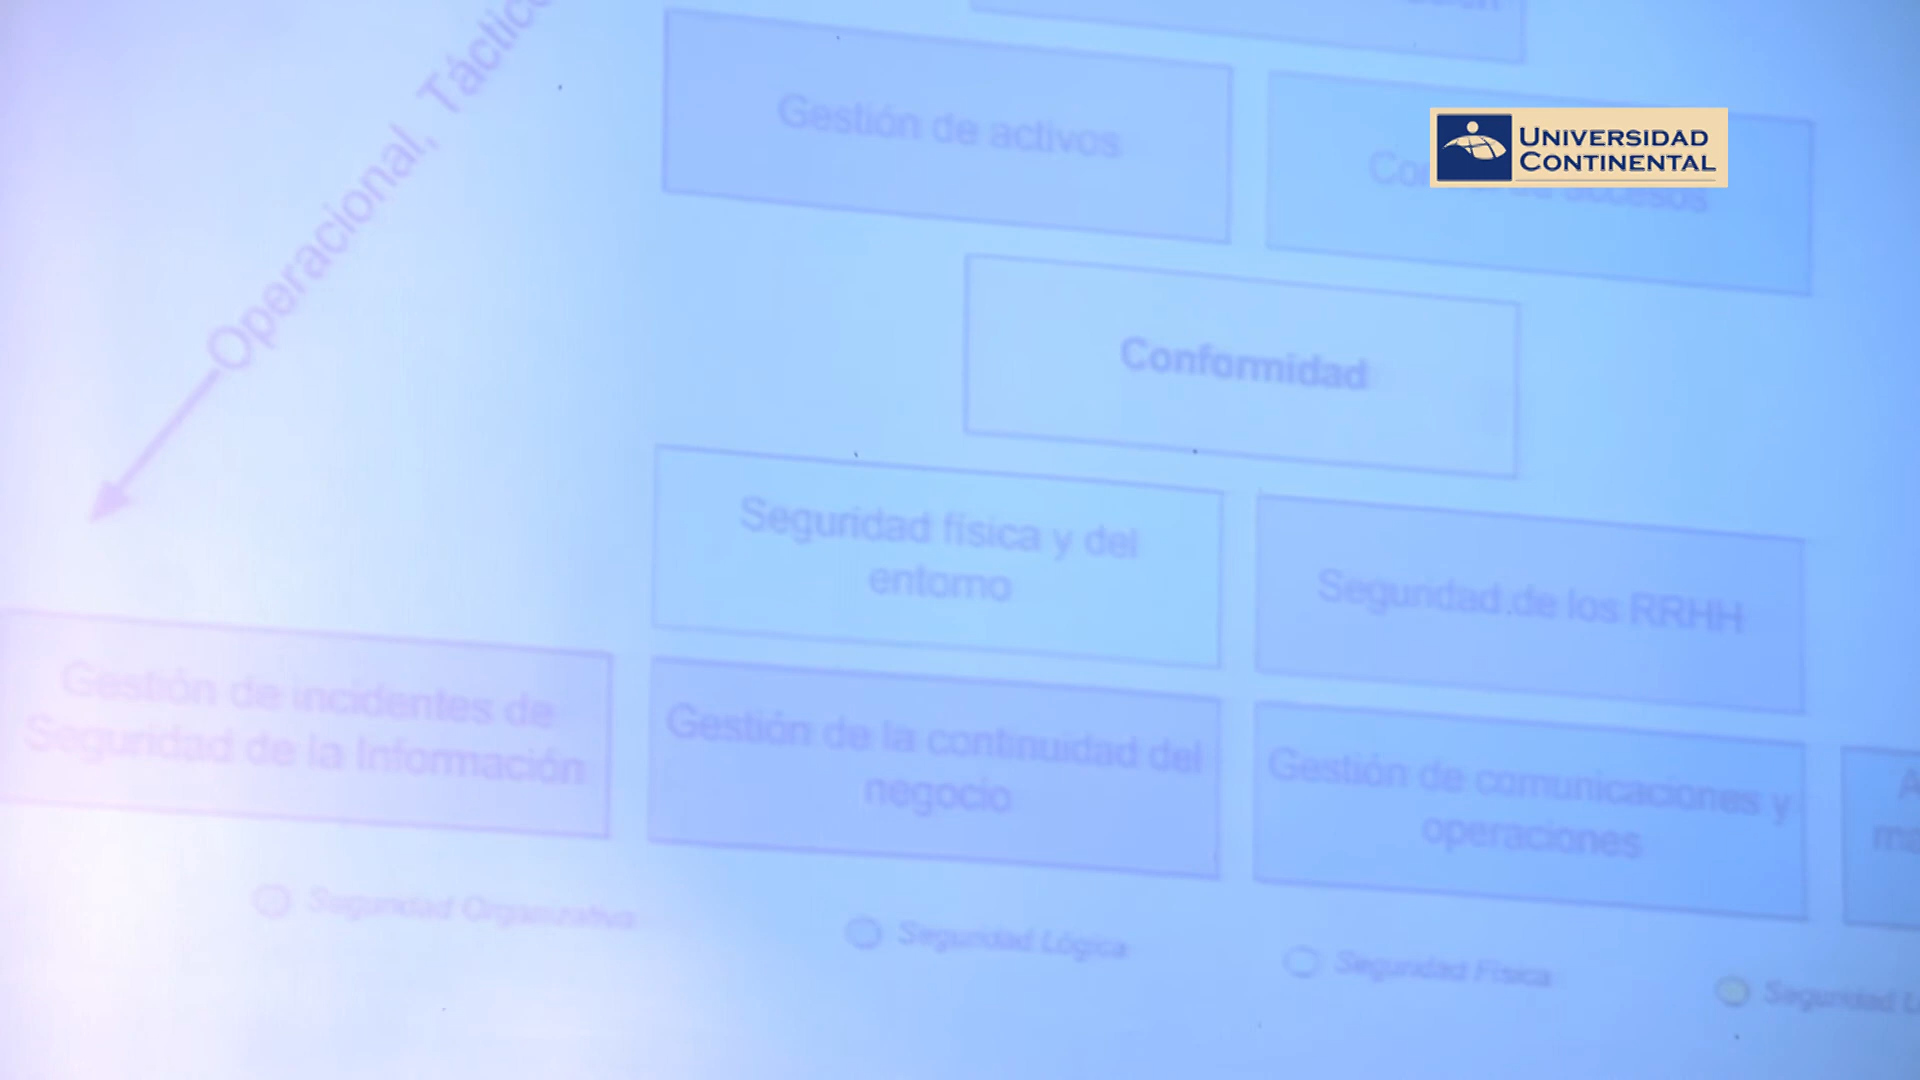 Operacional,
Gestión de activos
UNIVERSIDAD
CONTINENTAL
accesos
Conformidad
Seguridad física y del
entorno
Seguridad de los RRHH
Gestión de incidentes de
Seguridad de la Información
Gestión de la continuidad del
negocio
Gestión de comunicaciones y
operaciones
Seguridad Organizativa
Seguridad Lógica
Seguridad Física
Seguridad